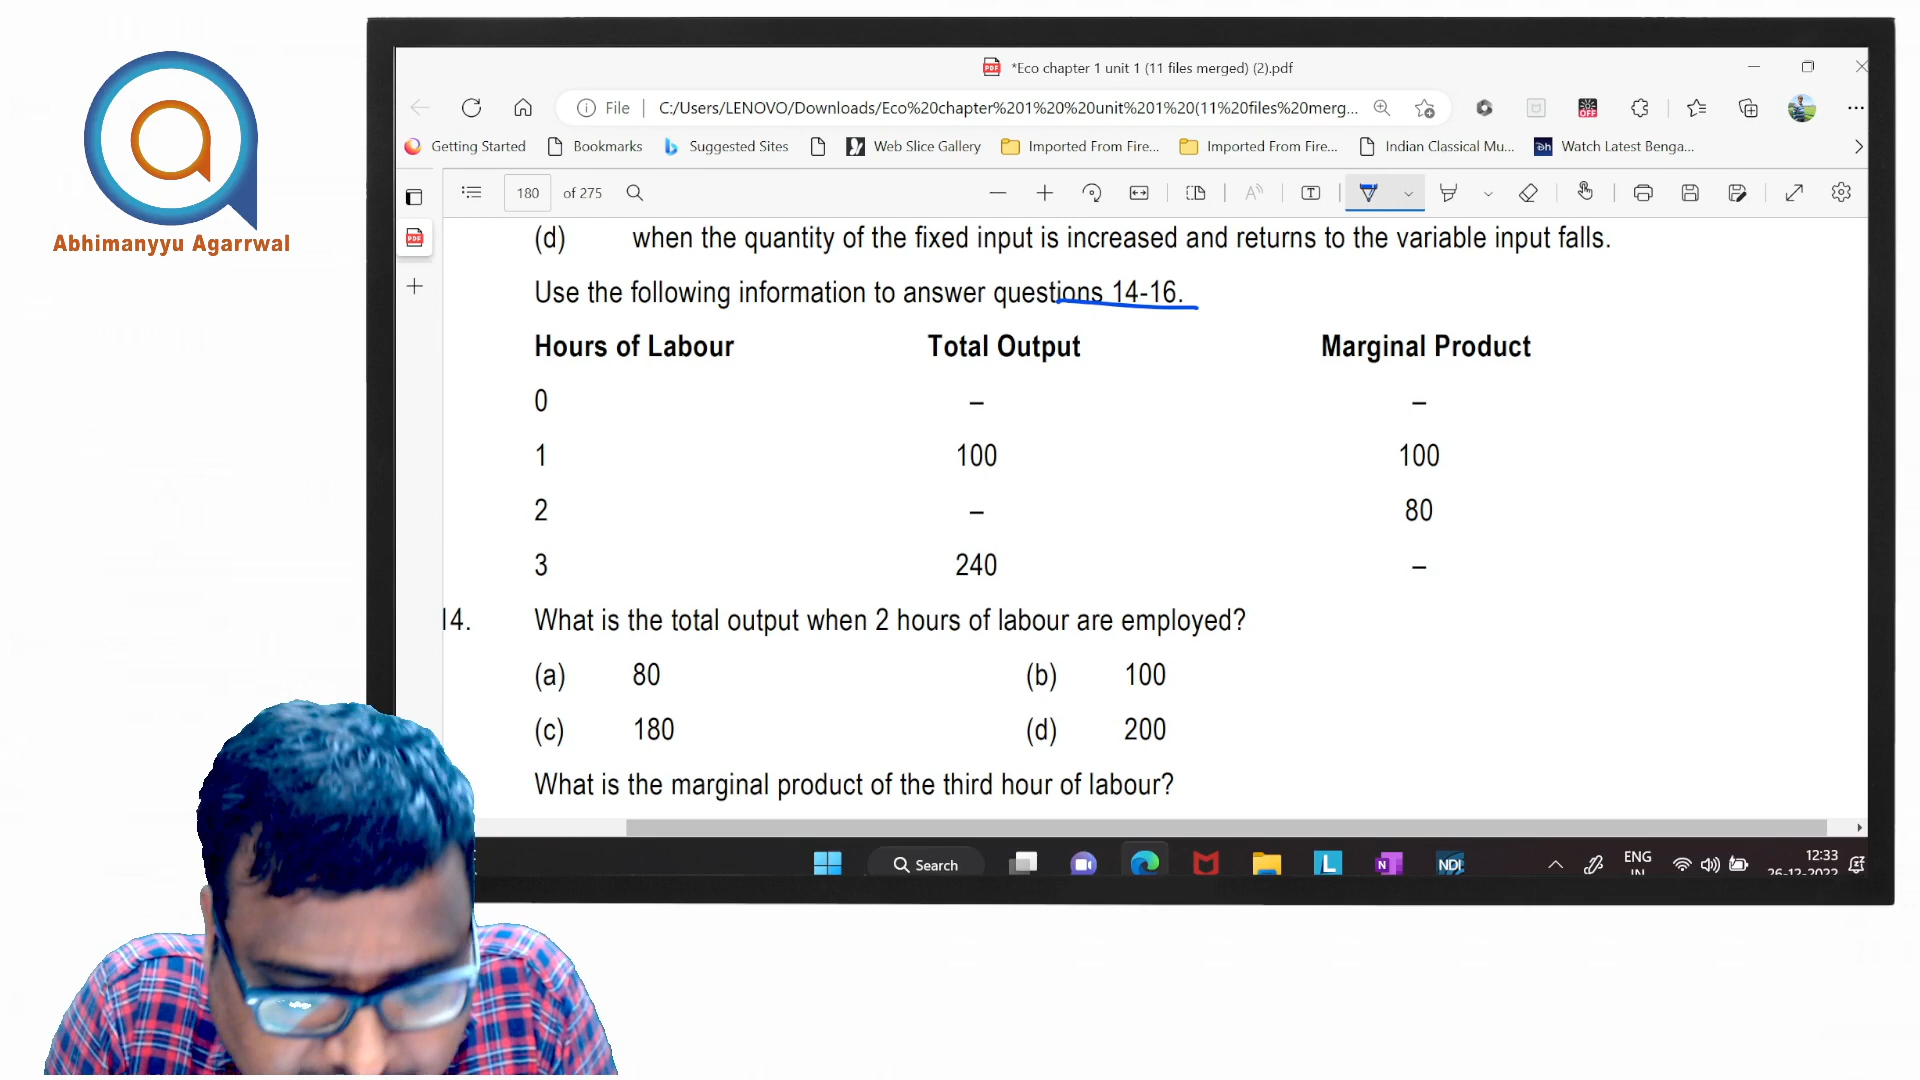 Abhimanyyu Agarrwal
*Eco chapter 1 unit 1 (11 files merged) (2).pdf
File | C:/Users/LENOVO/Downloads/Eco%20chapter%201%20%20unit%201%20(11%20files%20merg...
Getting Started Bookmarks Suggested Sites Web Slice Gallery Imported From Fire... Imported From Fire... Indian Classical Mu... Watch Latest Benga...
180 of 275
(d) when the quantity of the fixed input is increased and returns to the variable input falls.
Use the following information to answer questions 14-16.
Hours of Labour Total Output Marginal Product
0 – –
1 100 100
2 – 80
3 240 –
14. What is the total output when 2 hours of labour are employed?
(a) 80 (b) 100
(c) 180 (d) 200
What is the marginal product of the third hour of labour?
Search
ENG
IN
12:33
26-12-2022